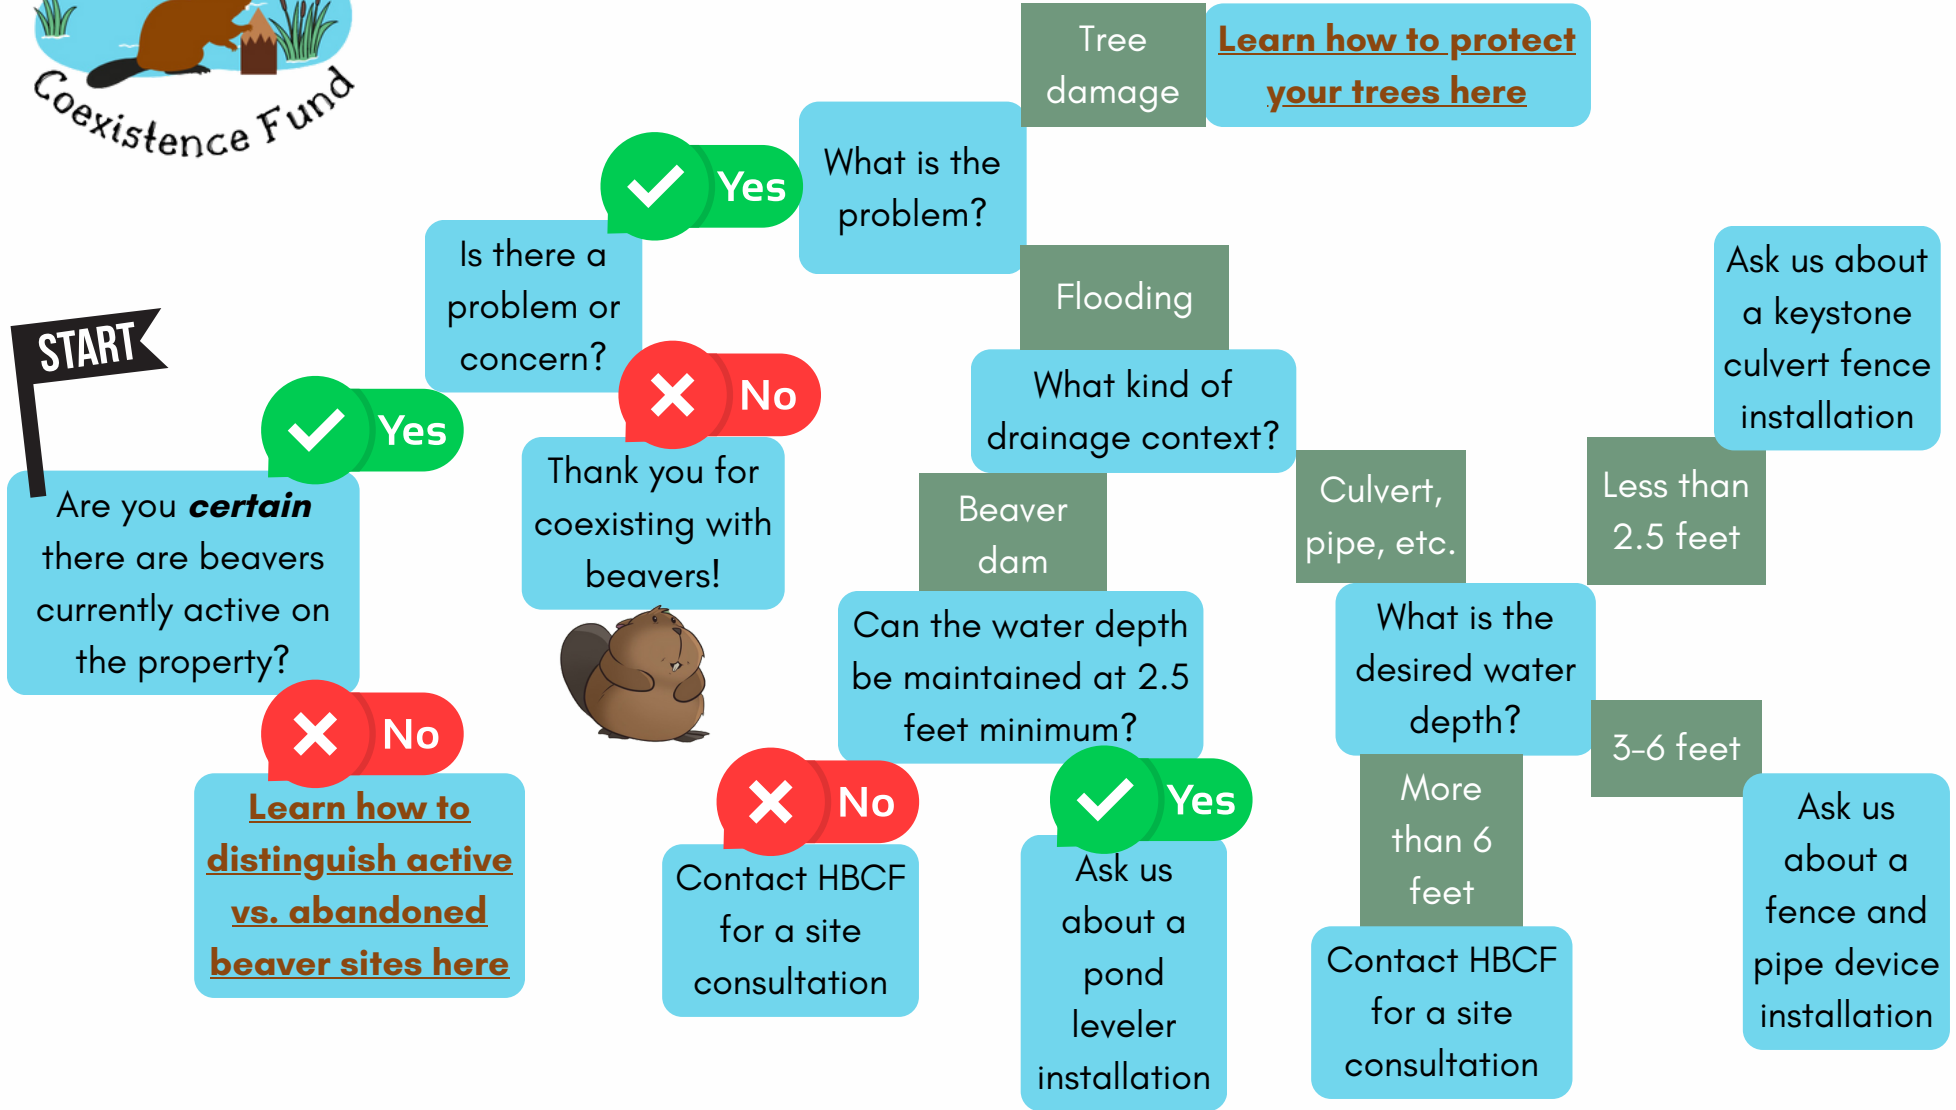 Coexistence Fund
START
Are you certain
there are beavers
currently active on
the property?
Yes
No
Learn how to
distinguish active
vs. abandoned
beaver sites here
Is there a
problem or
concern?
Yes
No
Thank you for
coexisting with
beavers!
What is the
problem?
Tree
damage
Learn how to protect
your trees here
Flooding
What kind of
drainage context?
Beaver
dam
Can the water depth
be maintained at 2.5
feet minimum?
No
Contact HBCF
for a site
consultation
Yes
Ask us
about a
pond
leveler
installation
Culvert,
pipe, etc.
What is the
desired water
depth?
Less than
2.5 feet
Ask us about
a keystone
culvert fence
installation
3-6 feet
Ask us
about a
fence and
pipe device
installation
More
than 6
feet
Contact HBCF
for a site
consultation